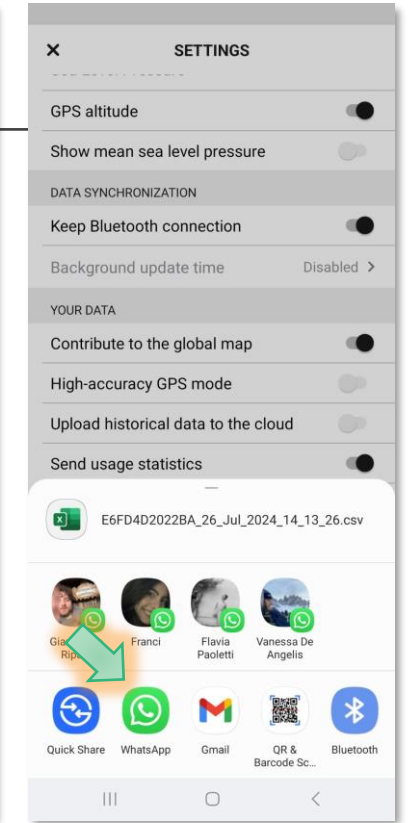 SETTINGS
GPS altitude
Show mean sea level pressure
DATA SYNCHRONIZATION
Keep Bluetooth connection
Background update time Disabled
YOUR DATA
Contribute to the global map
High-accuracy GPS mode
Upload historical data to the cloud
Send usage statistics
E6FD4D2022BA_26_Jul_2024_14_13_26.csv
Franci
Flavia
Paoletti
Vanessa De
Angelis
Quick Share
WhatsApp
Gmail
QR &
Barcode Sc...
Bluetooth